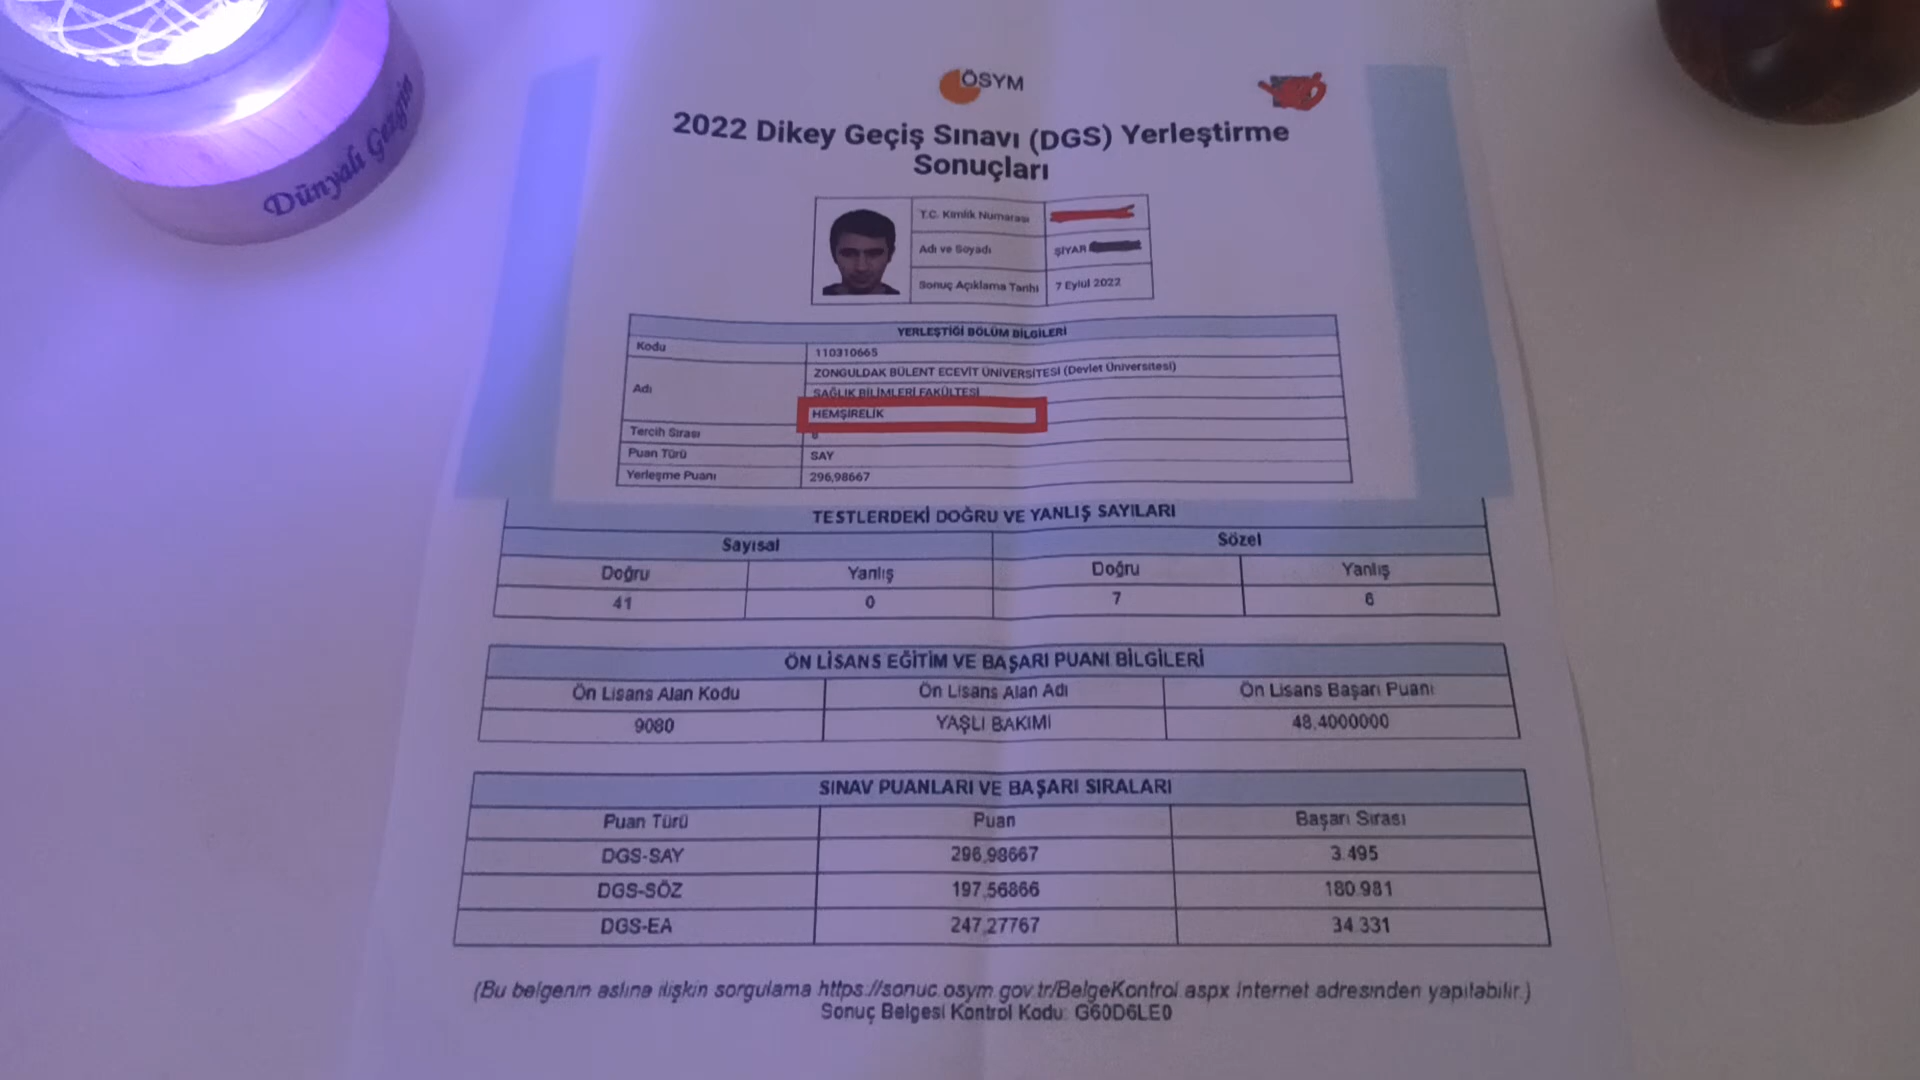 Dünyalı Gezgin
ÖSYM
2022 Dikey Geçiş Sınavı (DGS) Yerleştirme
Sonuçları
T.C. Kimlik Numarası
Adı ve Soyadı ŞİYAR
Sonuç Açıklama Tarihi 7 Eylül 2022
YERLEŞTİĞİ BÖLÜM BİLGİLERİ
Kodu 110310665
Adı ZONGULDAK BÜLENT ECEVİT ÜNİVERSİTESİ (Devlet Üniversitesi)
SAĞLIK BİLİMLERİ FAKÜLTESİ
HEMŞİRELİK
Tercih Sırası
Puan Türü SAY
Yerleşme Puanı 296,98667
TESTLERDEKİ DOĞRU VE YANLIŞ SAYILARI
Sayısal Sözel
Doğru Yanlış Doğru Yanlış
41 0 7 6
ÖN LİSANS EĞİTİM VE BAŞARI PUANI BİLGİLERİ
Ön Lisans Alan Kodu Ön Lisans Alan Adı Ön Lisans Başarı Puanı
9080 YAŞLI BAKIMI 48,4000000
SINAV PUANLARI VE BAŞARI SIRALARI
Puan Türü Puan Başarı Sırası
DGS-SAY 296,98667 3.495
DGS-SÖZ 197,56866 180.981
DGS-EA 247,27767 34.331
(Bu belgenin aslına ilişkin sorgulama https://sonuc.osym.gov.tr/BelgeKontrol.aspx internet adresinden yapılabilir.)
Sonuç Belgesi Kontrol Kodu: G60D6LE0